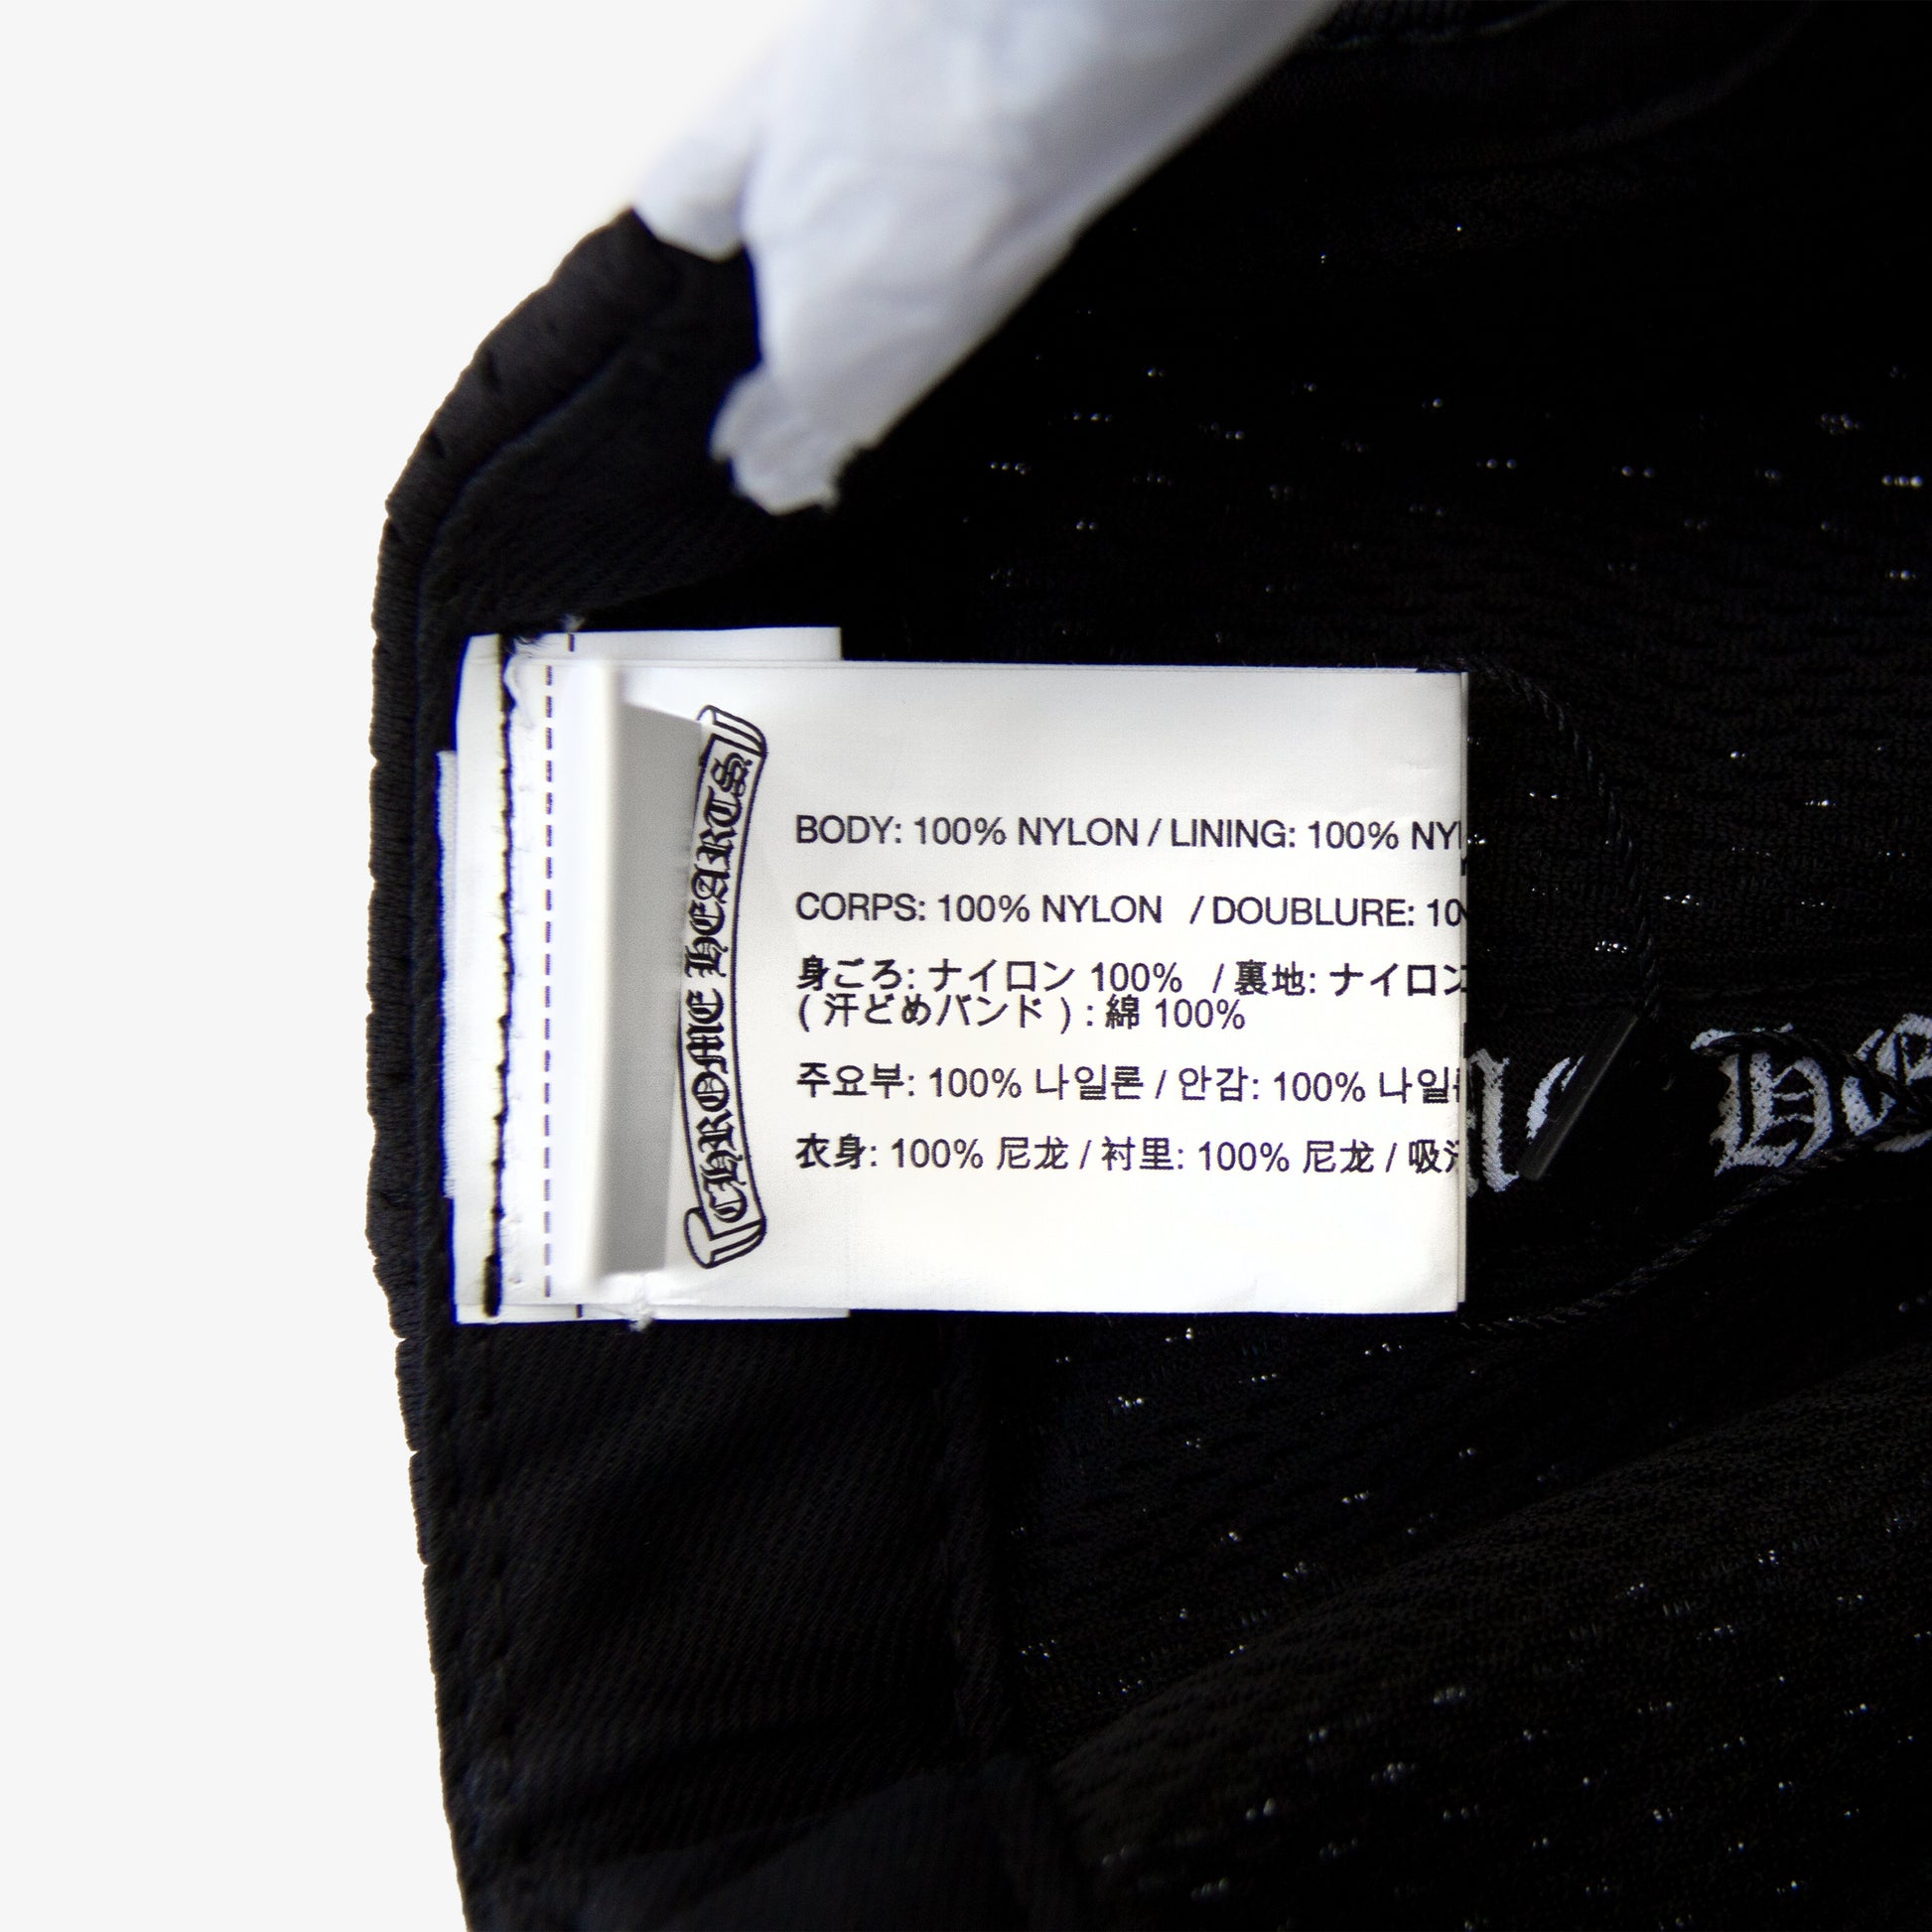 CHROME HEARTS
BODY: 100% NYLON / LINING: 100%
CORPS: 100% NYLON / DOUBLURE:
身ごろ: ナイロン 100% / 裏地: ナイロン
( 汗どめバンド ) : 綿 100%
주요부: 100% 나일론 / 안감: 100% 나일
衣身: 100% 尼龙 / 衬里: 100% 尼龙 / 吸